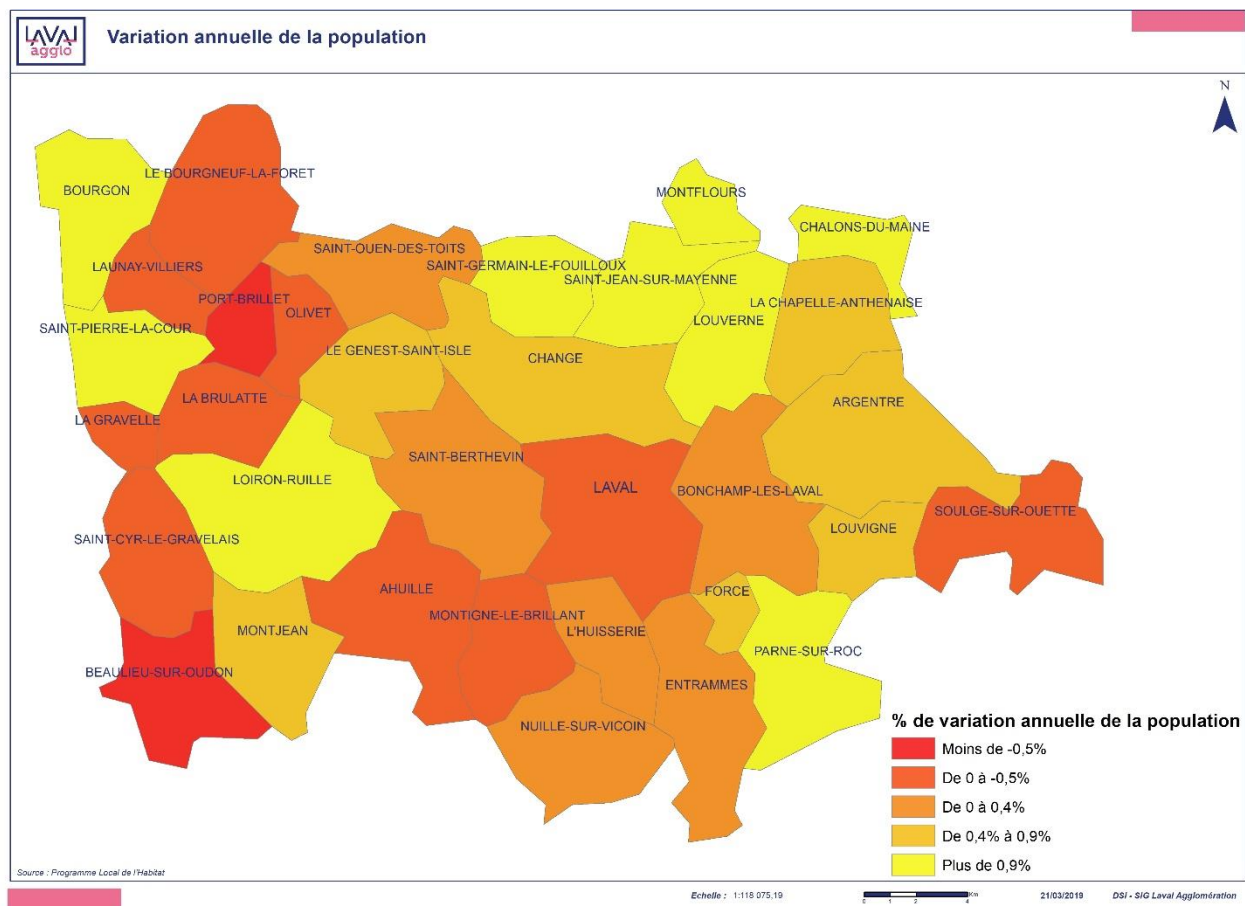 LAVAL
agglo
Variation annuelle de la population
N
LE BOURGNEUF-LA-FORET
BOURGON
MONTFLOURS
CHALONS-DU-MAINE
SAINT-OUEN-DES-TOITS
SAINT-GERMAIN-LE-FOUILLOUX
LAUNAY-VILLIERS
SAINT-JEAN-SUR-MAYENNE
PORT-BRILLET
LA CHAPELLE-ANTHENAISE
OLIVET
LOUVERNE
SAINT-PIERRE-LA-COUR
LE GENEST-SAINT-ISLE
CHANGE
LA BRULATTE
ARGENTRE
LA GRAVELLE
SAINT-BERTHEVIN
LOIRON-RUILLE
LAVAL
BONCHAMP-LES-LAVAL
SOULGE-SUR-OUETTE
LOUVIGNE
SAINT-CYR-LE-GRAVELAIS
AHUILLE
FORCE
MONTIGNE-LE-BRILLANT
MONTJEAN
L'HUISSERIE
PARNE-SUR-ROC
BEAULIEU-SUR-OUDON
ENTRAMMES
NUILLE-SUR-VICOIN
% de variation annuelle de la population
Moins de -0,5%
De 0 à -0,5%
De 0 à 0,4%
De 0,4% à 0,9%
Plus de 0,9%
Source : Programme Local de l'Habitat
Echelle : 1:118 075,19
Km
0 1 2 4
21/03/2019
DSI - SIG Laval Agglomération